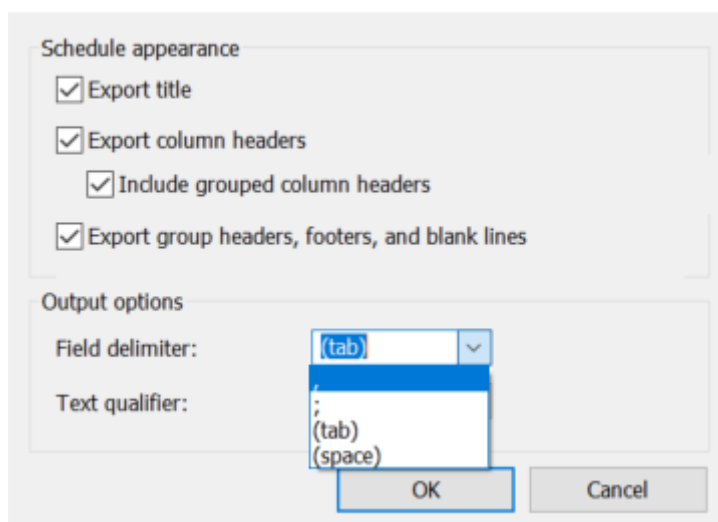 Schedule appearance
Export title
Export column headers
Include grouped column headers
Export group headers, footers, and blank lines
Output options
Field delimiter: (tab)
,
Text qualifier:
;
(tab)
(space)
OK Cancel